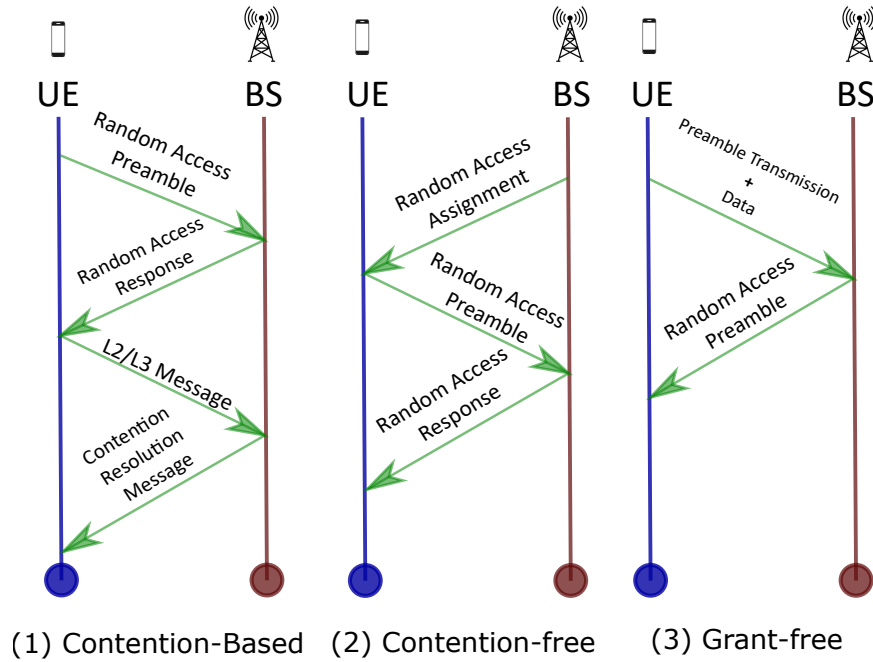 UE
BS
Random Access
Preamble
Random Access
Response
L2/L3 Message
Contention
Resolution
Message
(1) Contention-Based
UE
BS
Random Access
Assignment
Random Access
Preamble
Random Access
Response
(2) Contention-free
UE
BS
Preamble Transmission
+
Data
Random Access
Preamble
(3) Grant-free